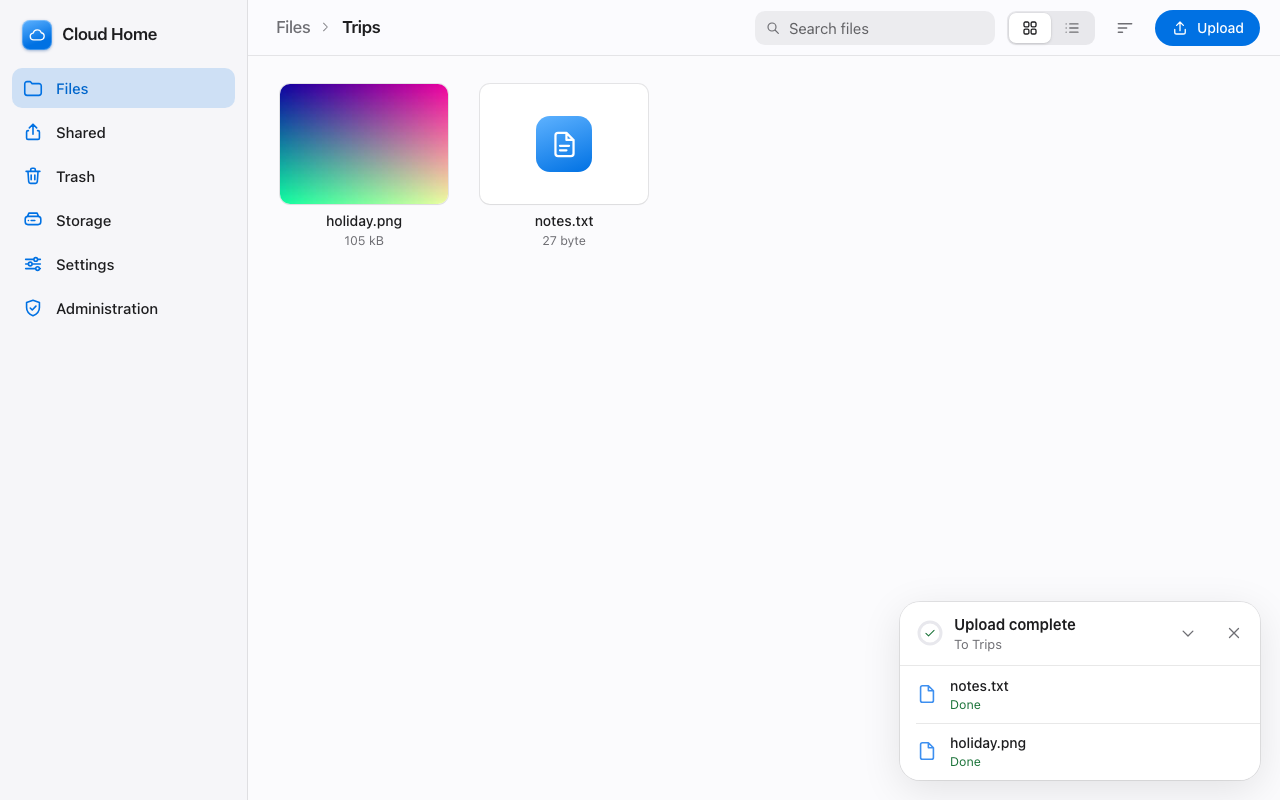 Cloud Home
Files
Shared
Trash
Storage
Settings
Administration
Files > Trips
Search files
Upload
holiday.png
105 kB
notes.txt
27 byte
Upload complete
To Trips
notes.txt
Done
holiday.png
Done